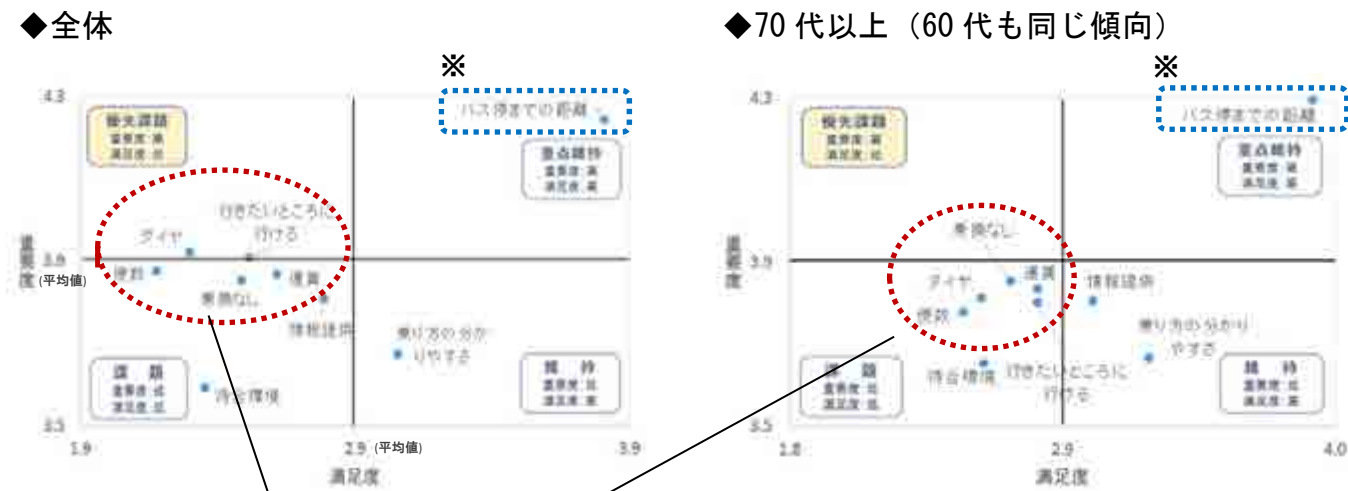 ◆全体
※
4.3
優先課題
重要度 高
満足度 低
バス停までの距離
重点維持
重要度 高
満足度 高
行きたいところに
行ける
ダイヤ
3.9
(平均値)
便数
乗換なし
運賃
情報提供
乗り方の分か
りやすさ
課 題
重要度 低
満足度 低
待合環境
維 持
重要度 低
満足度 高
3.5
1.9
2.9
(平均値)
3.9
満足度
重要度
◆70代以上(60代も同じ傾向)
※
4.3
優先課題
重要度 高
満足度 低
バス停までの距離
重点維持
重要度 高
満足度 高
乗換なし
3.9
運賃
ダイヤ
情報提供
便数
乗り方の分かり
やすさ
待合環境
行きたいところに
行ける
課 題
重要度 低
満足度 低
維 持
重要度 低
満足度 高
3.5
1.8
2.9
4.0
満足度
重要度